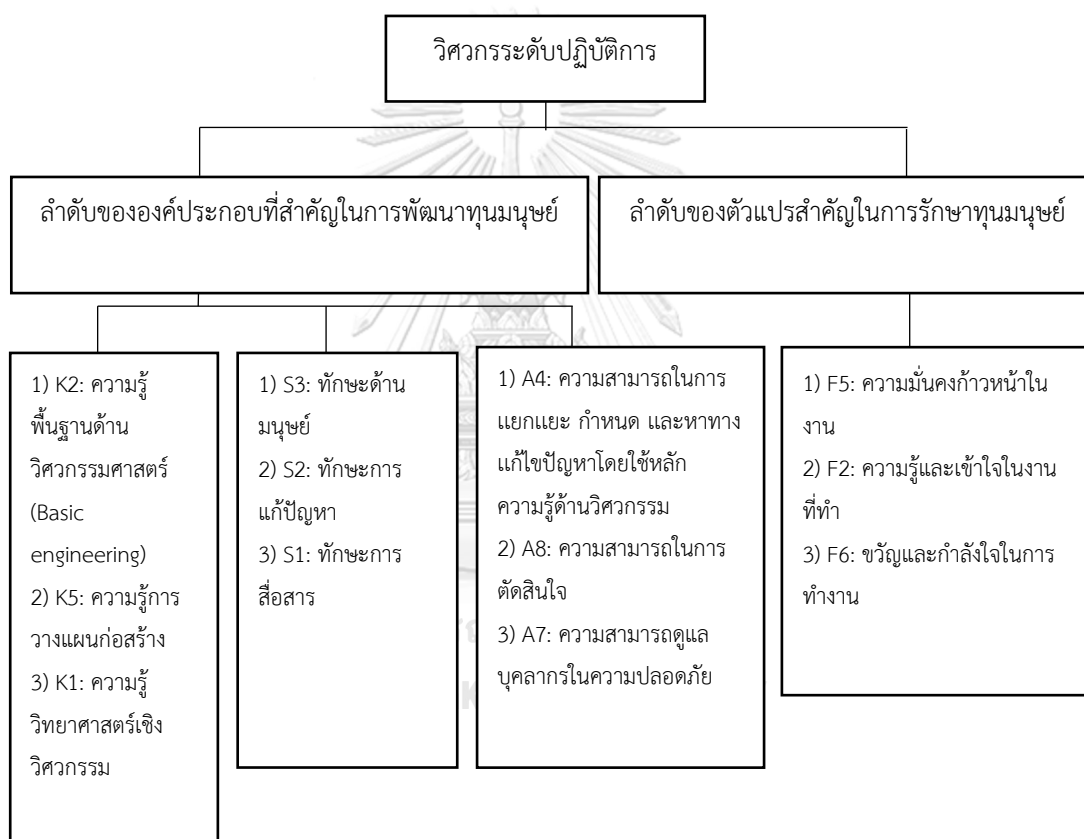 วิศวกรระดับปฏิบัติการ
ลำดับขององค์ประกอบที่สำคัญในการพัฒนาทุนมนุษย์
ลำดับของตัวแปรสำคัญในการรักษาทุนมนุษย์
1) K2: ความรู้
พื้นฐานด้าน
วิศวกรรมศาสตร์
(Basic
engineering)
2) K5: ความรู้การ
วางแผนก่อสร้าง
3) K1: ความรู้
วิทยาศาสตร์เชิง
วิศวกรรม
1) S3: ทักษะด้าน
มนุษย์
2) S2: ทักษะการ
แก้ปัญหา
3) S1: ทักษะการ
สื่อสาร
1) A4: ความสามารถในการ
แยกแยะ กำหนด และหาทาง
แก้ไขปัญหาโดยใช้หลัก
ความรู้ด้านวิศวกรรม
2) A8: ความสามารถในการ
ตัดสินใจ
3) A7: ความสามารถดูแล
บุคลากรในความปลอดภัย
1) F5: ความมั่นคงก้าวหน้าใน
งาน
2) F2: ความรู้และเข้าใจในงาน
ที่ทำ
3) F6: ขวัญและกำลังใจในการ
ทำงาน